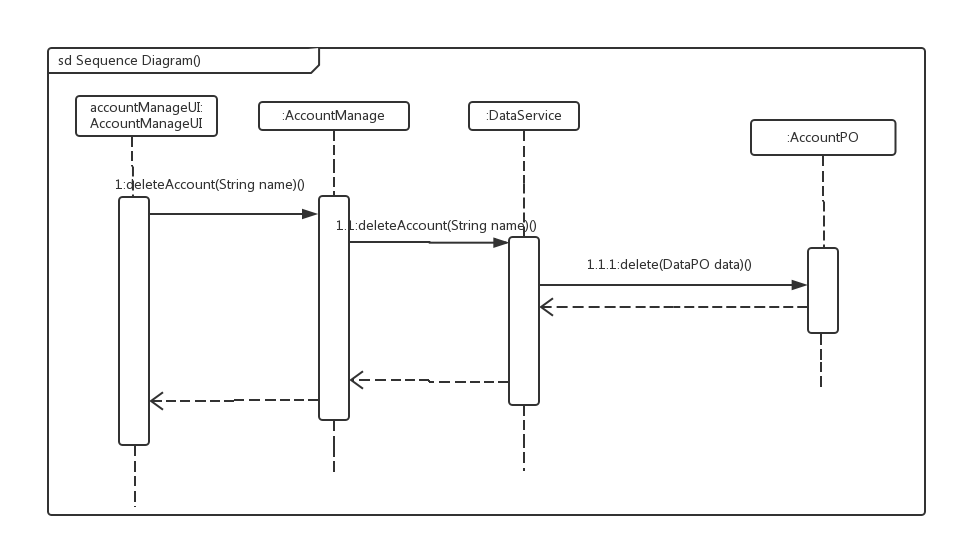 sd Sequence Diagram()
accountManageUI:
AccountManageUI
:AccountManage
:DataService
:AccountPO
1:deleteAccount(String name)()
1.1:deleteAccount(String name)()
1.1.1:delete(DataPO data)()